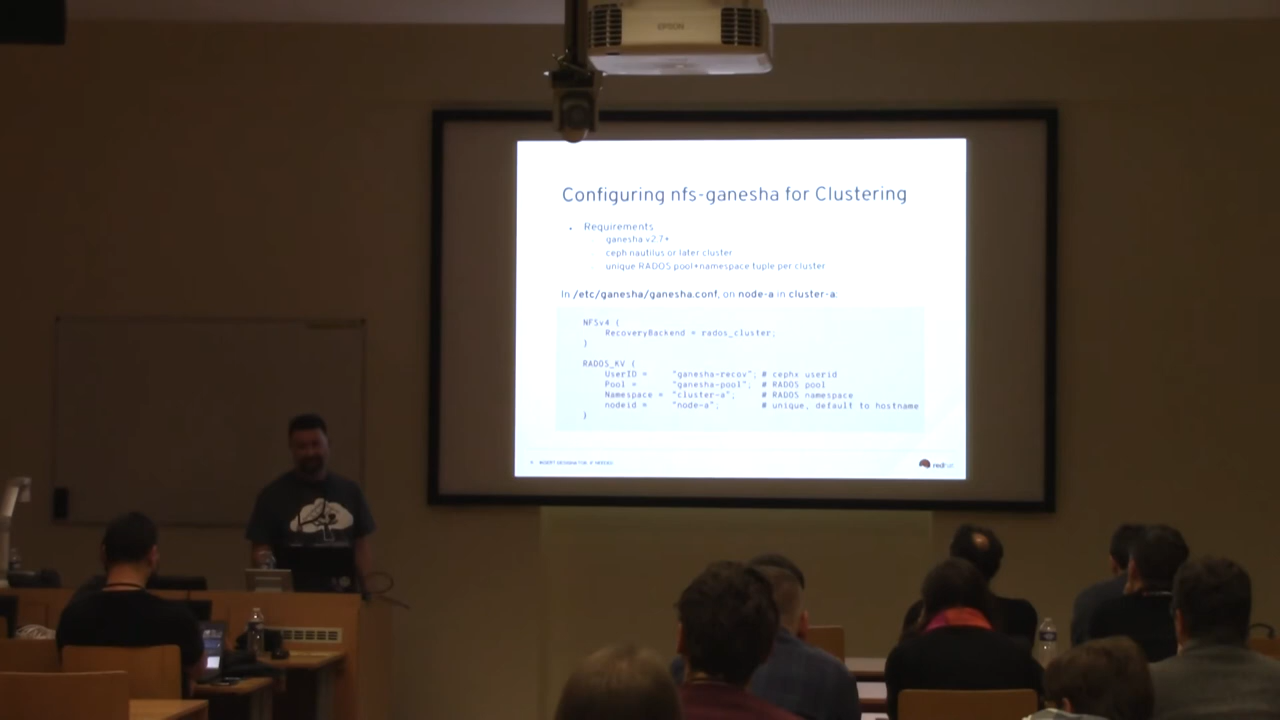 EPSON
Configuring nfs-ganesha for Clustering
Requirements
ganesha v2.7+
ceph nautilus or later cluster
unique RADOS pool+namespace tuple per cluster
In /etc/ganesha/ganesha.conf, on node-a in cluster-a:
NFSv4 {
RecoveryBackend = rados_cluster;
}
RADOS_KV {
UserID = "ganesha-recov"; # cephx userid
Pool = "ganesha-pool"; # RADOS pool
Namespace = "cluster-a"; # RADOS namespace
nodeid = "node-a"; # unique, default to hostname
}
redhat